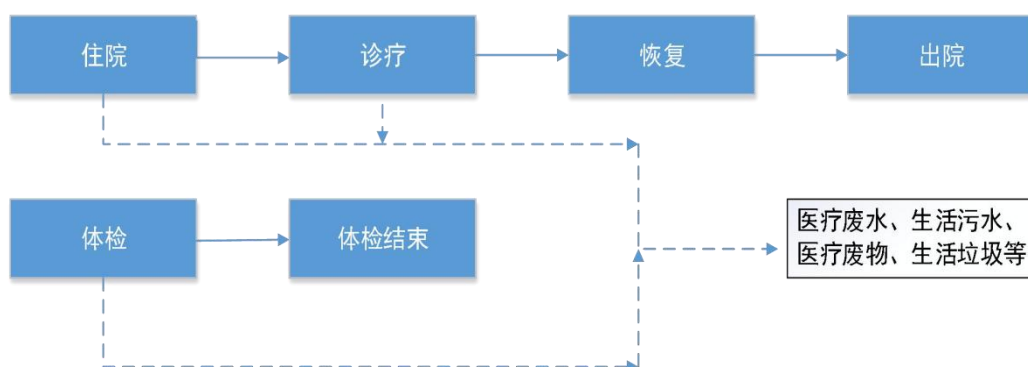 住院
诊疗
恢复
出院
体检
体检结束
医疗废水、生活污水、
医疗废物、生活垃圾等